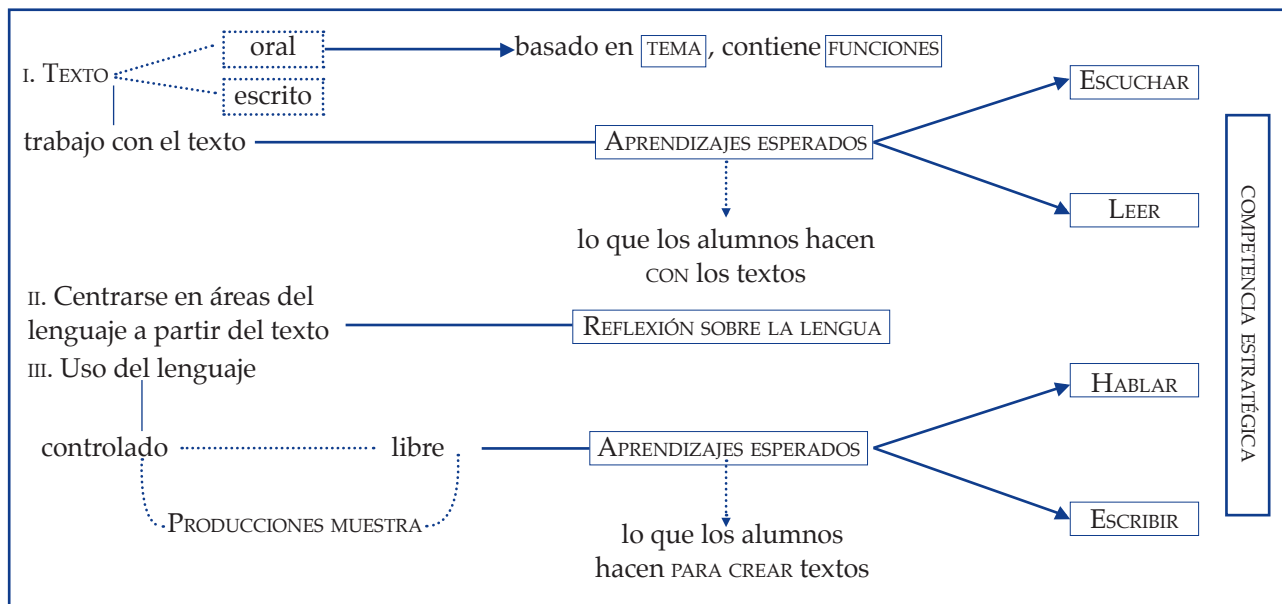 oral
basado en TEMA, contiene FUNCIONES
I. TEXTO
escrito
ESCUCHAR
trabajo con el texto
APRENDIZAJES ESPERADOS
LEER
lo que los alumnos hacen
CON los textos
COMPETENCIA ESTRATÉGICA
II. Centrarse en áreas del
lenguaje a partir del texto
REFLEXIÓN SOBRE LA LENGUA
III. Uso del lenguaje
HABLAR
controlado
libre
APRENDIZAJES ESPERADOS
PRODUCCIONES MUESTRA
ESCRIBIR
lo que los alumnos
hacen PARA CREAR textos